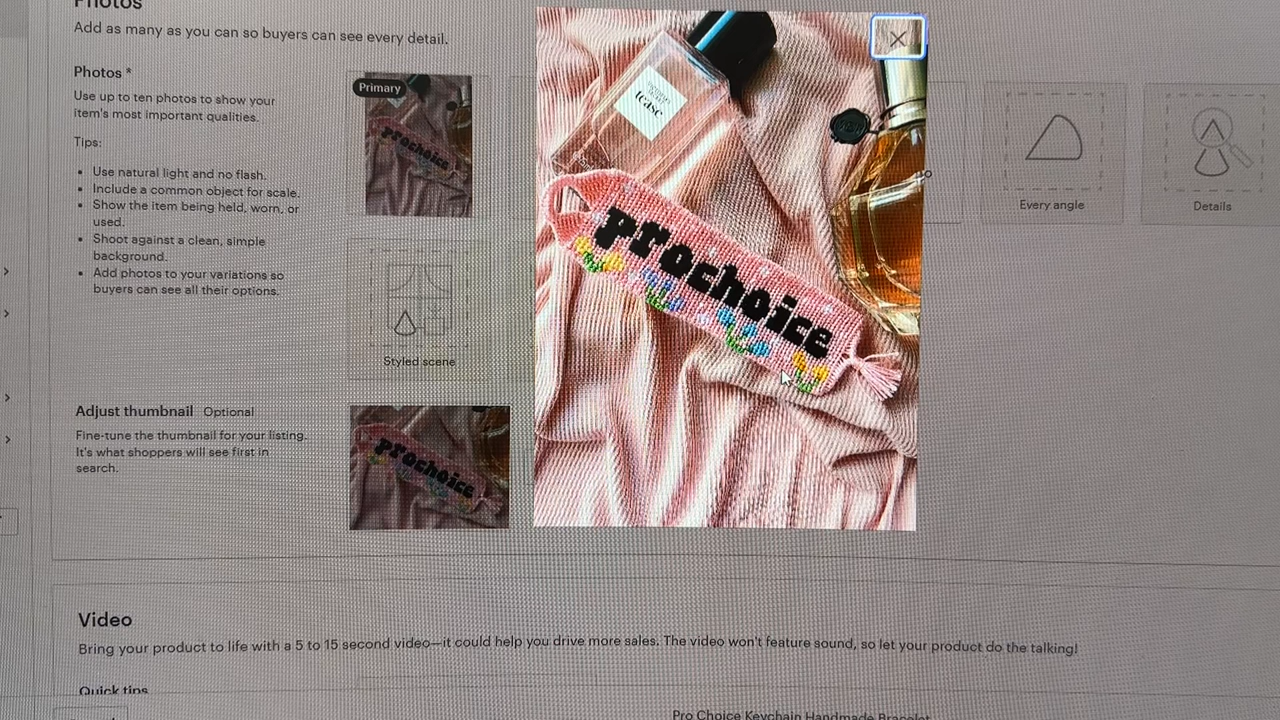 Photos
Add as many as you can so buyers can see every detail.
Photos *
Use up to ten photos to show your
item's most important qualities.
Tips:
Use natural light and no flash.
Include a common object for scale.
Show the item being held, worn, or
used.
Shoot against a clean, simple
background.
Add photos to your variations so
buyers can see all their options.
Primary
prochoice
Styled scene
tease
prochoice
Every angle
Details
Adjust thumbnail Optional
Fine-tune the thumbnail for your listing.
It's what shoppers will see first in
search.
prochoice
Video
Bring your product to life with a 5 to 15 second video—it could help you drive more sales. The video won't feature sound, so let your product do the talking!
Quick tips
Pro Choice Keychain Handmade Bracelet